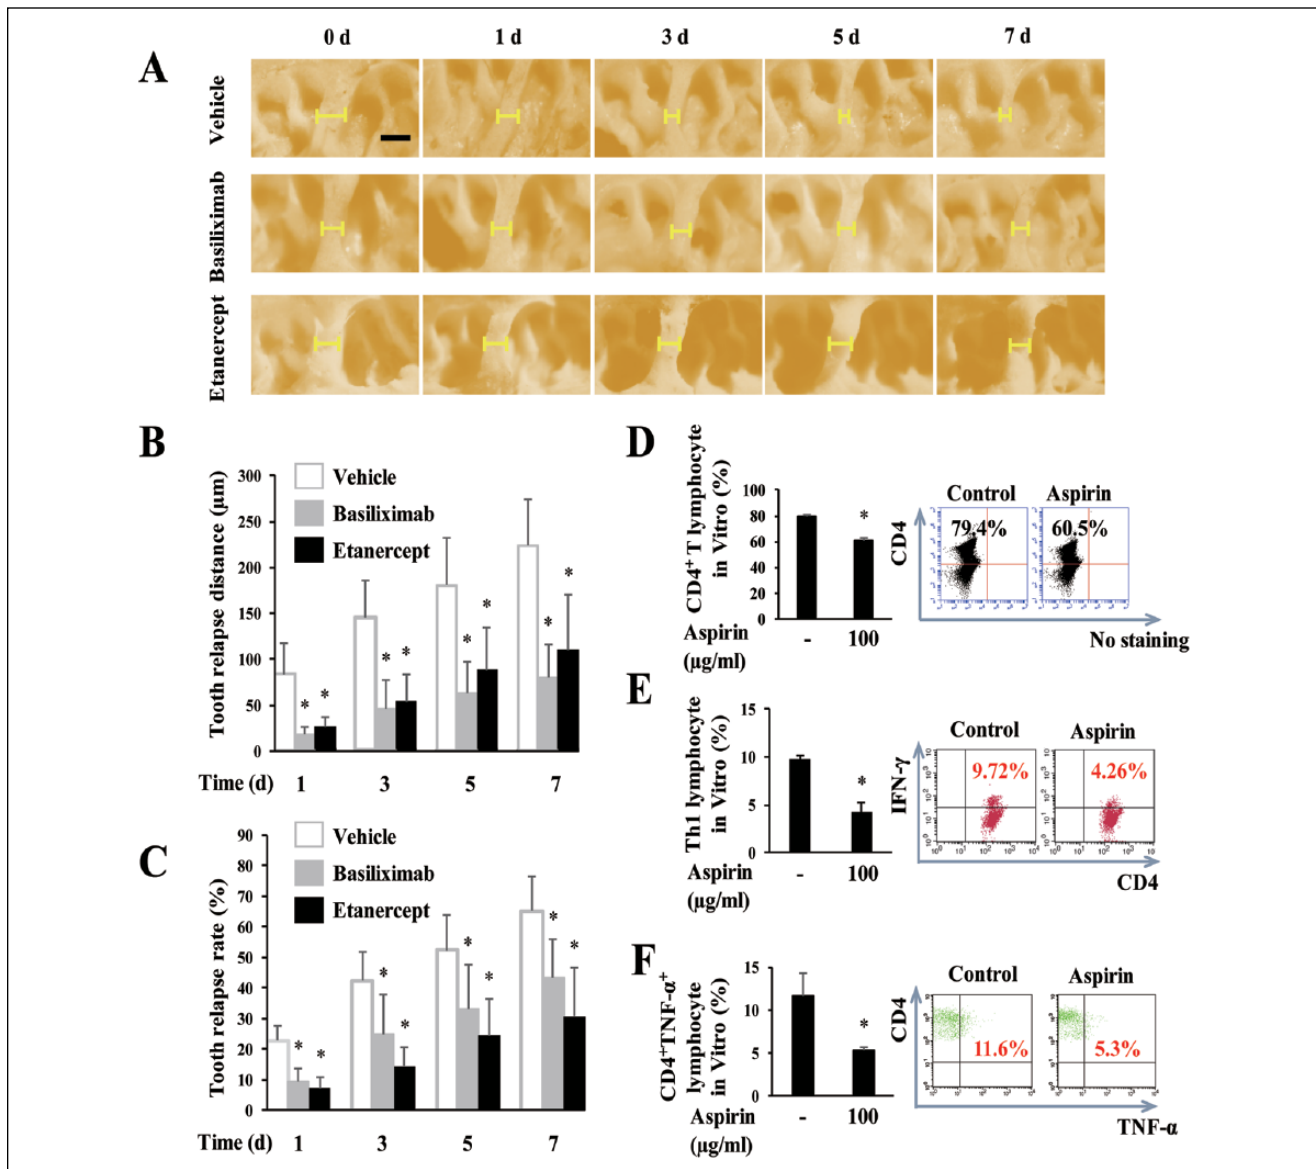 0 d 1 d 3 d 5 d 7 d
A
Vehicle
Basiliximab
Etanercept
B
Tooth relapse distance (μm)
300
250
200
150
100
50
0
Vehicle
Basiliximab
Etanercept
* * * * * * * *
Time (d) 1 3 5 7
C
Tooth relapse rate (%)
90
80
70
60
50
40
30
20
10
0
Vehicle
Basiliximab
Etanercept
* * * * * * * *
Time (d) 1 3 5 7
D
CD4⁺ T lymphocyte
in Vitro (%)
100
80
60
40
20
0
*
Aspirin - 100
(μg/ml)
Control Aspirin
79.4% 60.5%
CD4
No staining
E
Th1 lymphocyte
in Vitro (%)
15
10
5
0
*
Aspirin - 100
(μg/ml)
Control Aspirin
9.72% 4.26%
IFN-γ
CD4
F
CD4⁺TNF-α⁺
lymphocyte
in Vitro (%)
15
10
5
0
*
Aspirin - 100
(μg/ml)
Control Aspirin
11.6% 5.3%
CD4
TNF-α